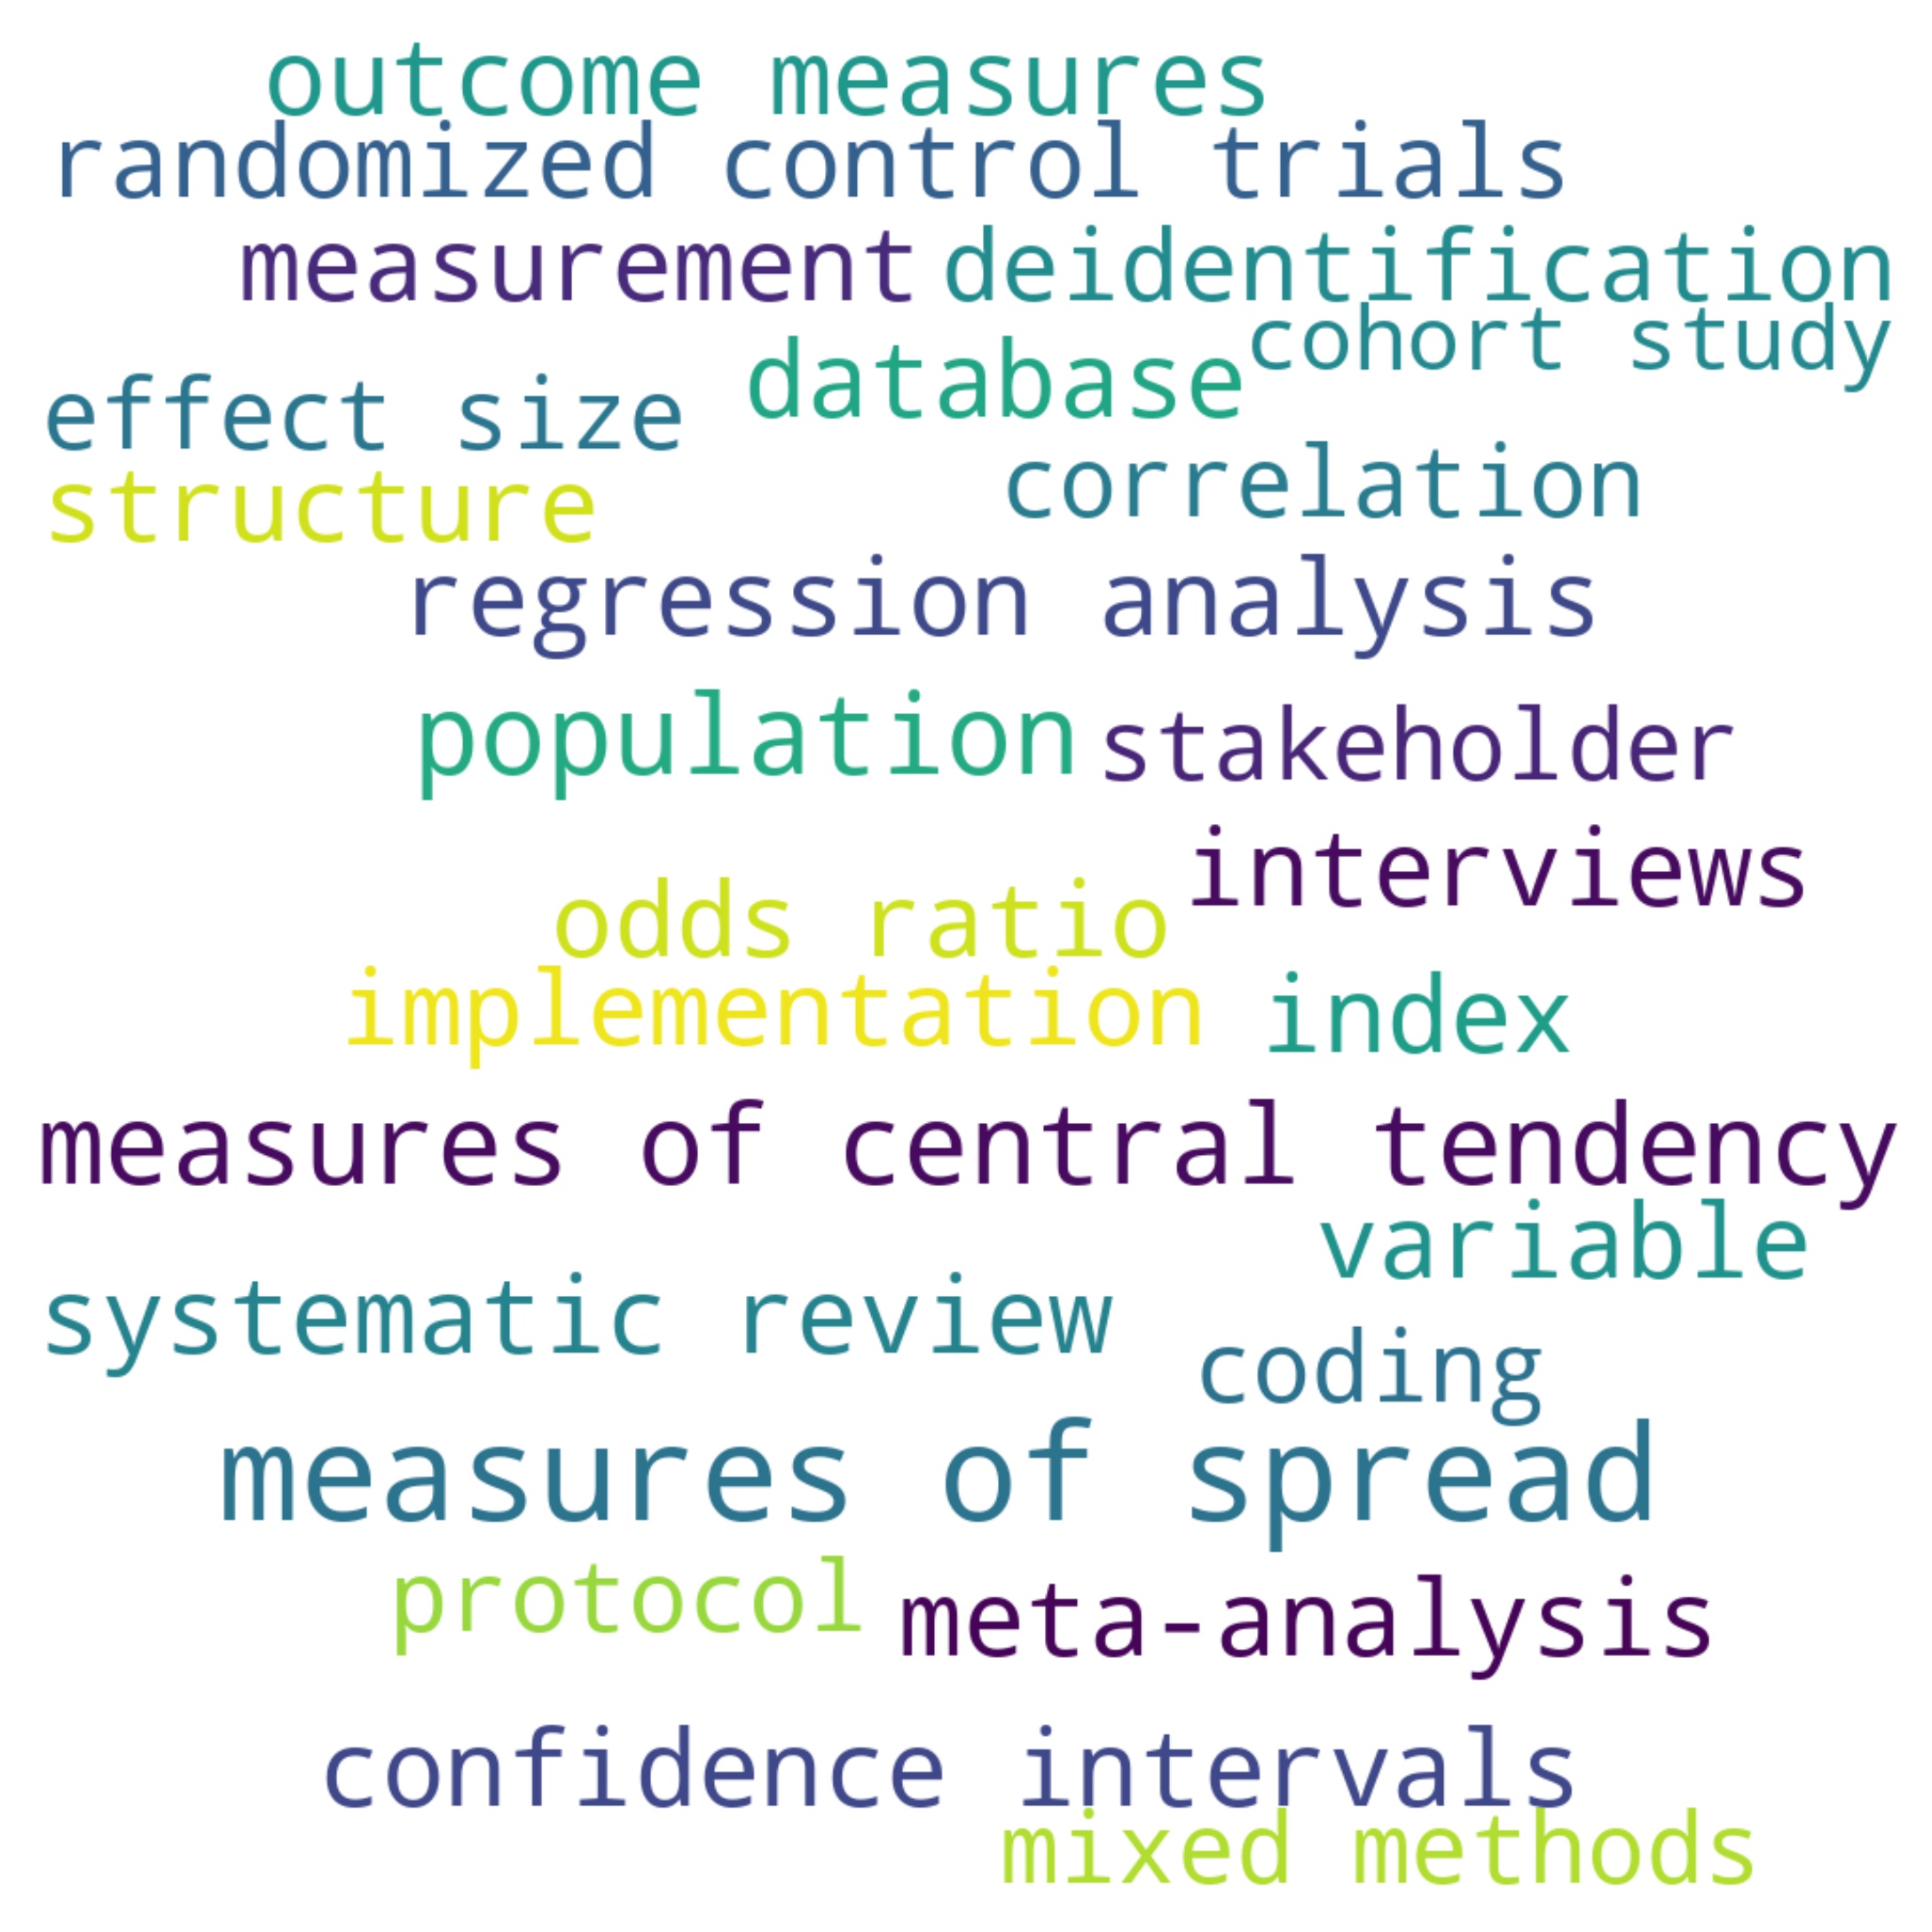 outcome measures
randomized control trials
measurement deidentification
cohort study
database
effect size
correlation
structure
regression analysis
population stakeholder
interviews
odds ratio
implementation index
measures of central tendency
variable
systematic review
coding
measures of spread
protocol meta-analysis
confidence intervals
mixed methods